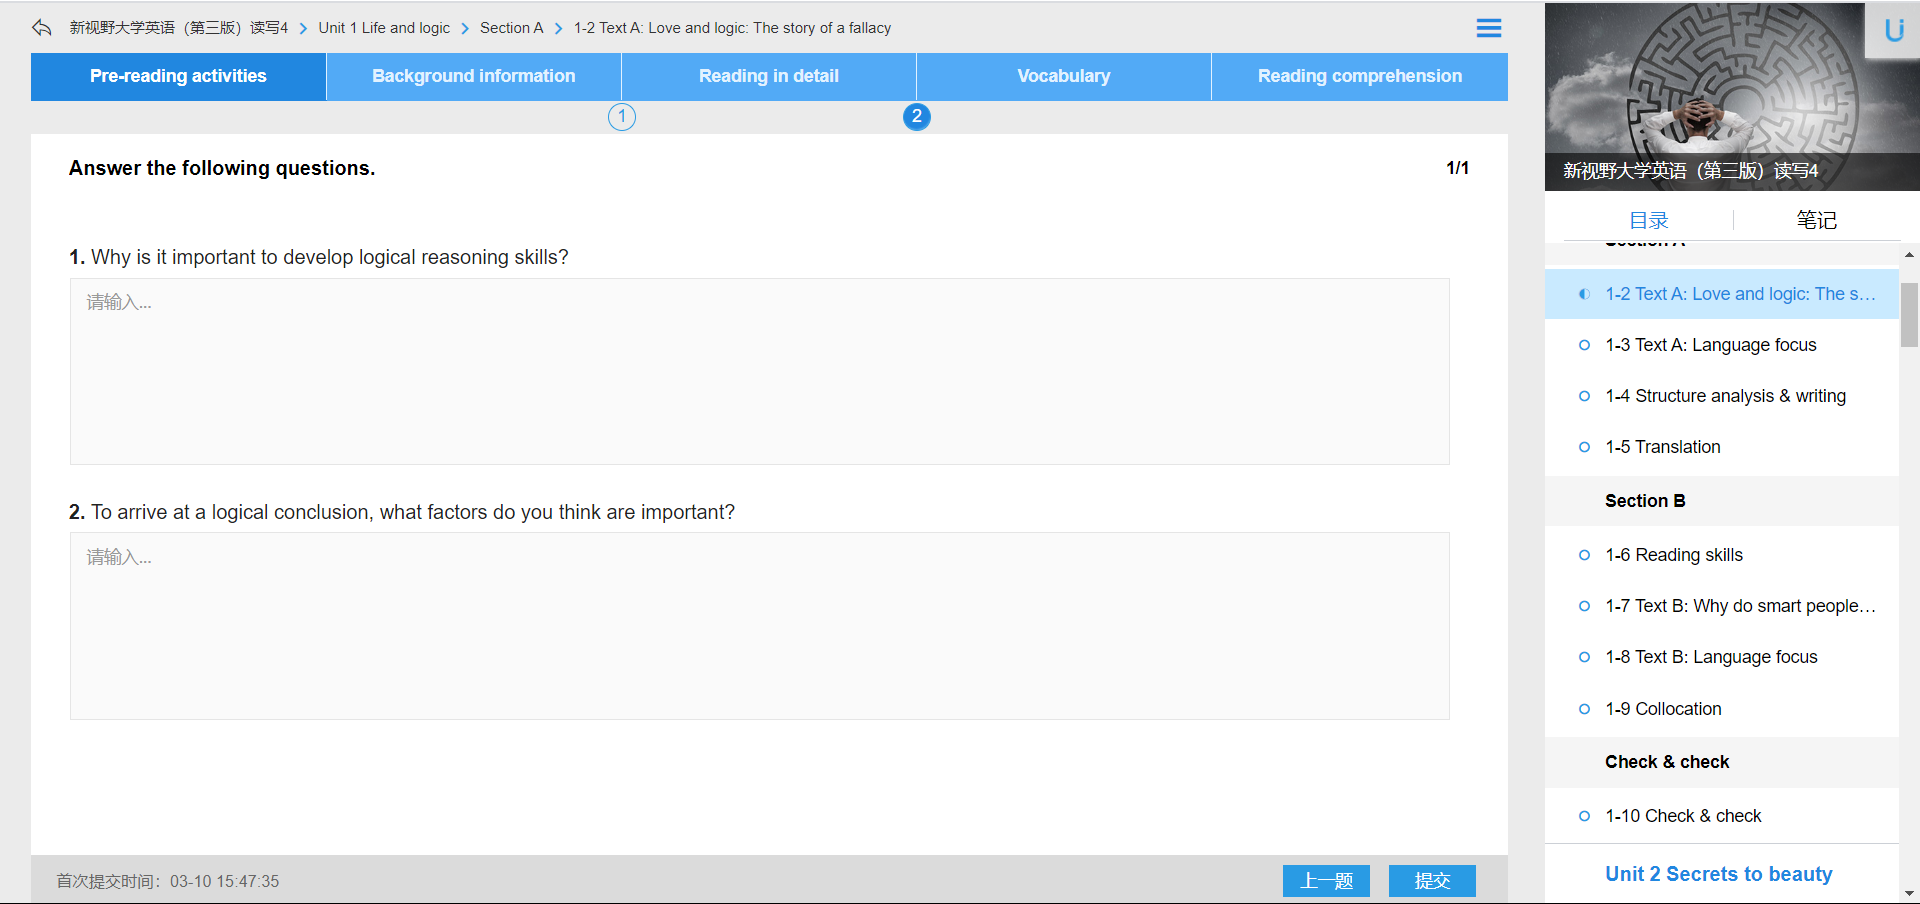 新视野大学英语（第三版）读写4 > Unit 1 Life and logic > Section A > 1-2 Text A: Love and logic: The story of a fallacy
Pre-reading activities
Background information
Reading in detail
Vocabulary
Reading comprehension
1
2
Answer the following questions.
1/1
1. Why is it important to develop logical reasoning skills?
请输入...
2. To arrive at a logical conclusion, what factors do you think are important?
请输入...
首次提交时间：03-10 15:47:35
上一题
提交
新视野大学英语（第三版）读写4
目录
笔记
Section A
1-2 Text A: Love and logic: The s...
1-3 Text A: Language focus
1-4 Structure analysis & writing
1-5 Translation
Section B
1-6 Reading skills
1-7 Text B: Why do smart people...
1-8 Text B: Language focus
1-9 Collocation
Check & check
1-10 Check & check
Unit 2 Secrets to beauty